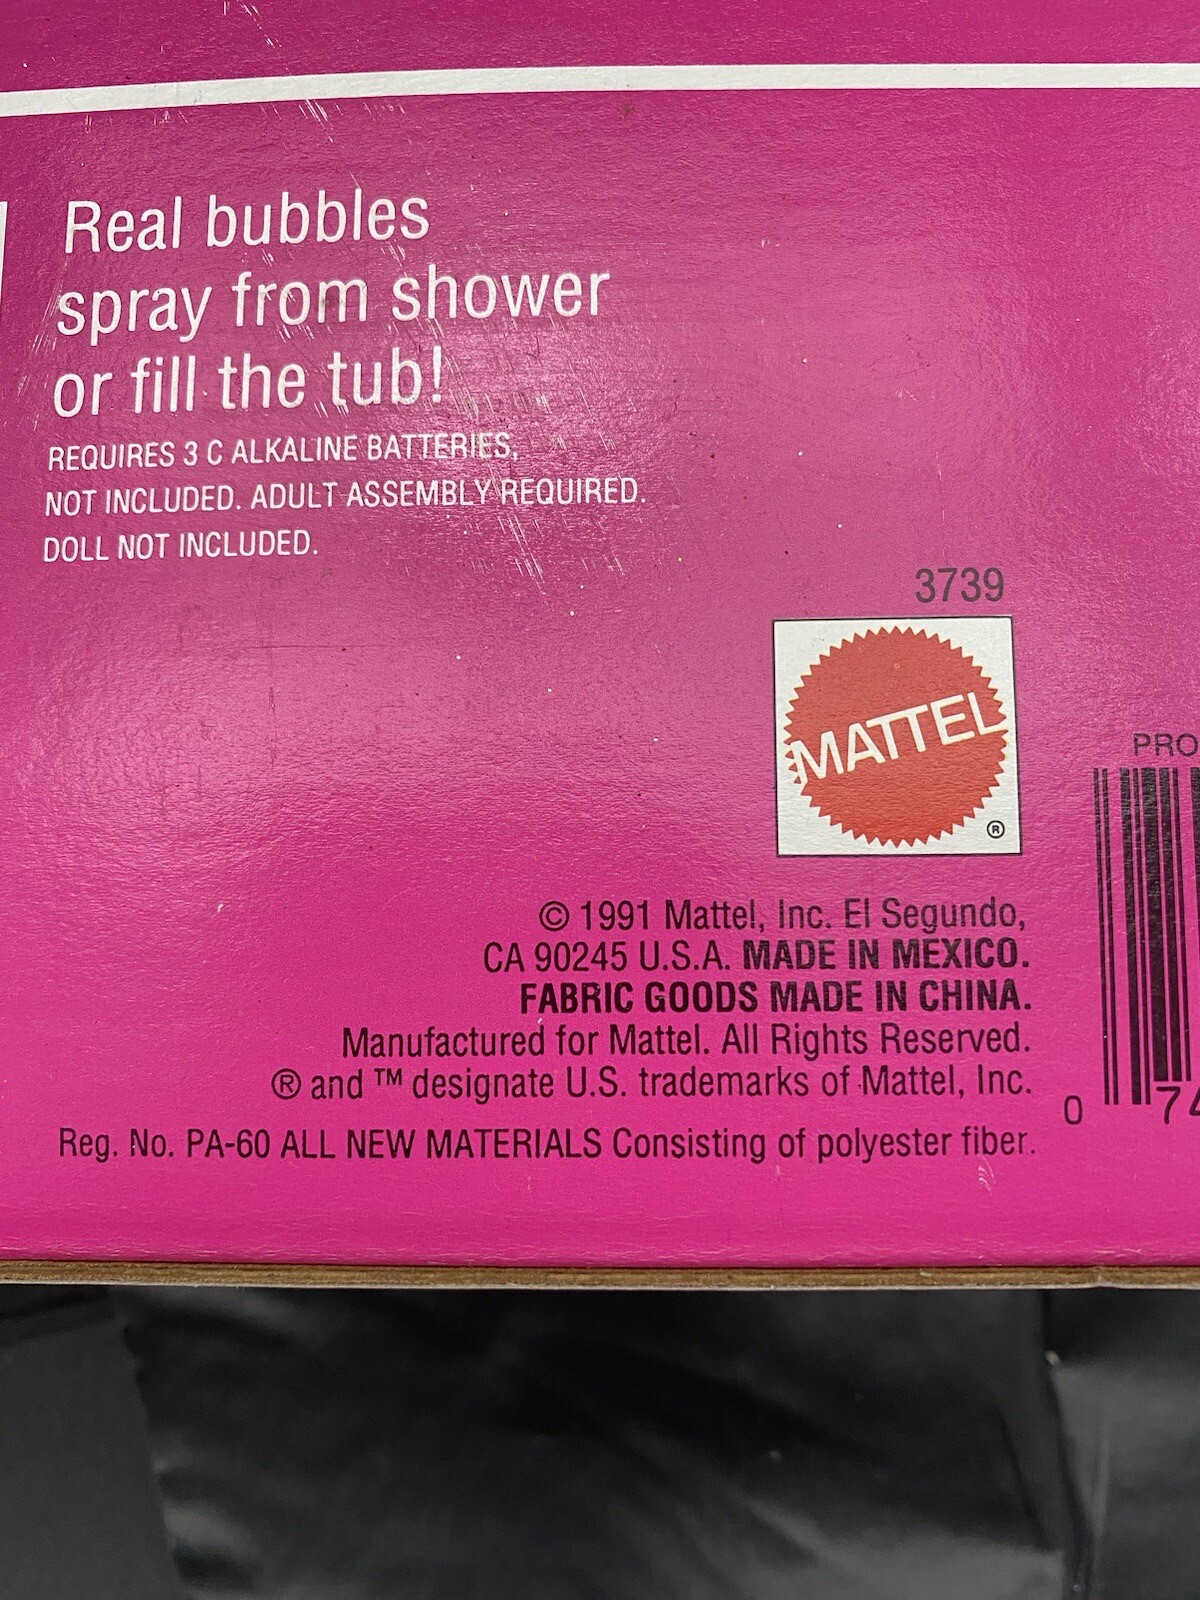 Real bubbles
spray from shower
or fill the tub!
REQUIRES 3 C ALKALINE BATTERIES,
NOT INCLUDED. ADULT ASSEMBLY REQUIRED.
DOLL NOT INCLUDED.
3739
MATTEL
®
© 1991 Mattel, Inc. El Segundo,
CA 90245 U.S.A. MADE IN MEXICO.
FABRIC GOODS MADE IN CHINA.
Manufactured for Mattel. All Rights Reserved.
® and ™ designate U.S. trademarks of Mattel, Inc.
Reg. No. PA-60 ALL NEW MATERIALS Consisting of polyester fiber.
PRO
0 74